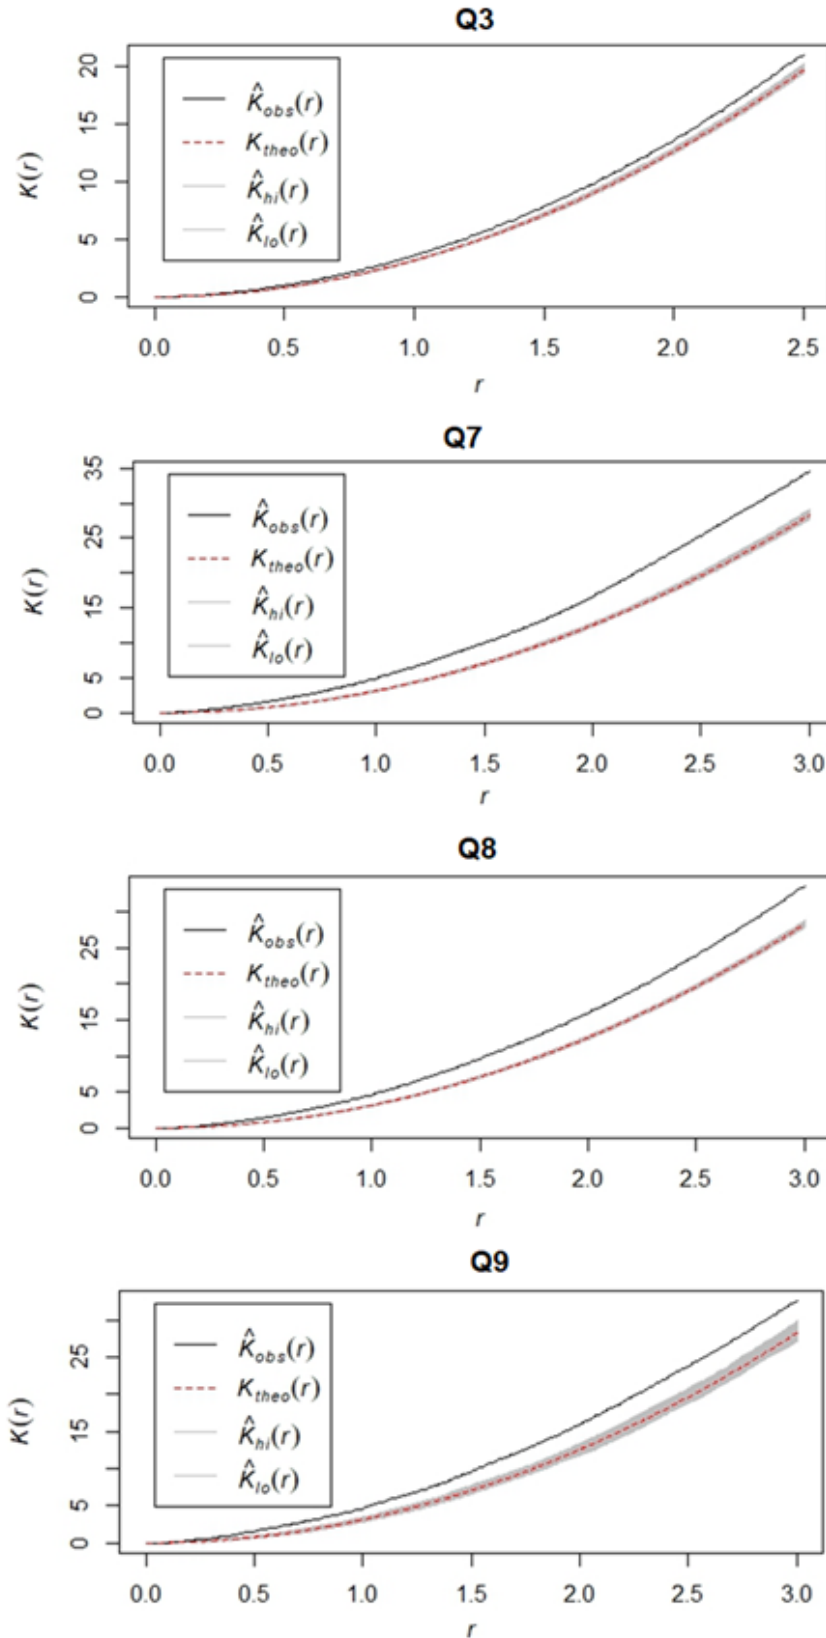 Q3
K̂obs(r)
Ktheo(r)
K̂hi(r)
K̂lo(r)
K(r)
20
15
10
5
0
0.0 0.5 1.0 1.5 2.0 2.5
r
Q7
K̂obs(r)
Ktheo(r)
K̂hi(r)
K̂lo(r)
K(r)
35
25
15
5
0
0.0 0.5 1.0 1.5 2.0 2.5 3.0
r
Q8
K̂obs(r)
Ktheo(r)
K̂hi(r)
K̂lo(r)
K(r)
25
15
5
0
0.0 0.5 1.0 1.5 2.0 2.5 3.0
r
Q9
K̂obs(r)
Ktheo(r)
K̂hi(r)
K̂lo(r)
K(r)
25
15
5
0
0.0 0.5 1.0 1.5 2.0 2.5 3.0
r